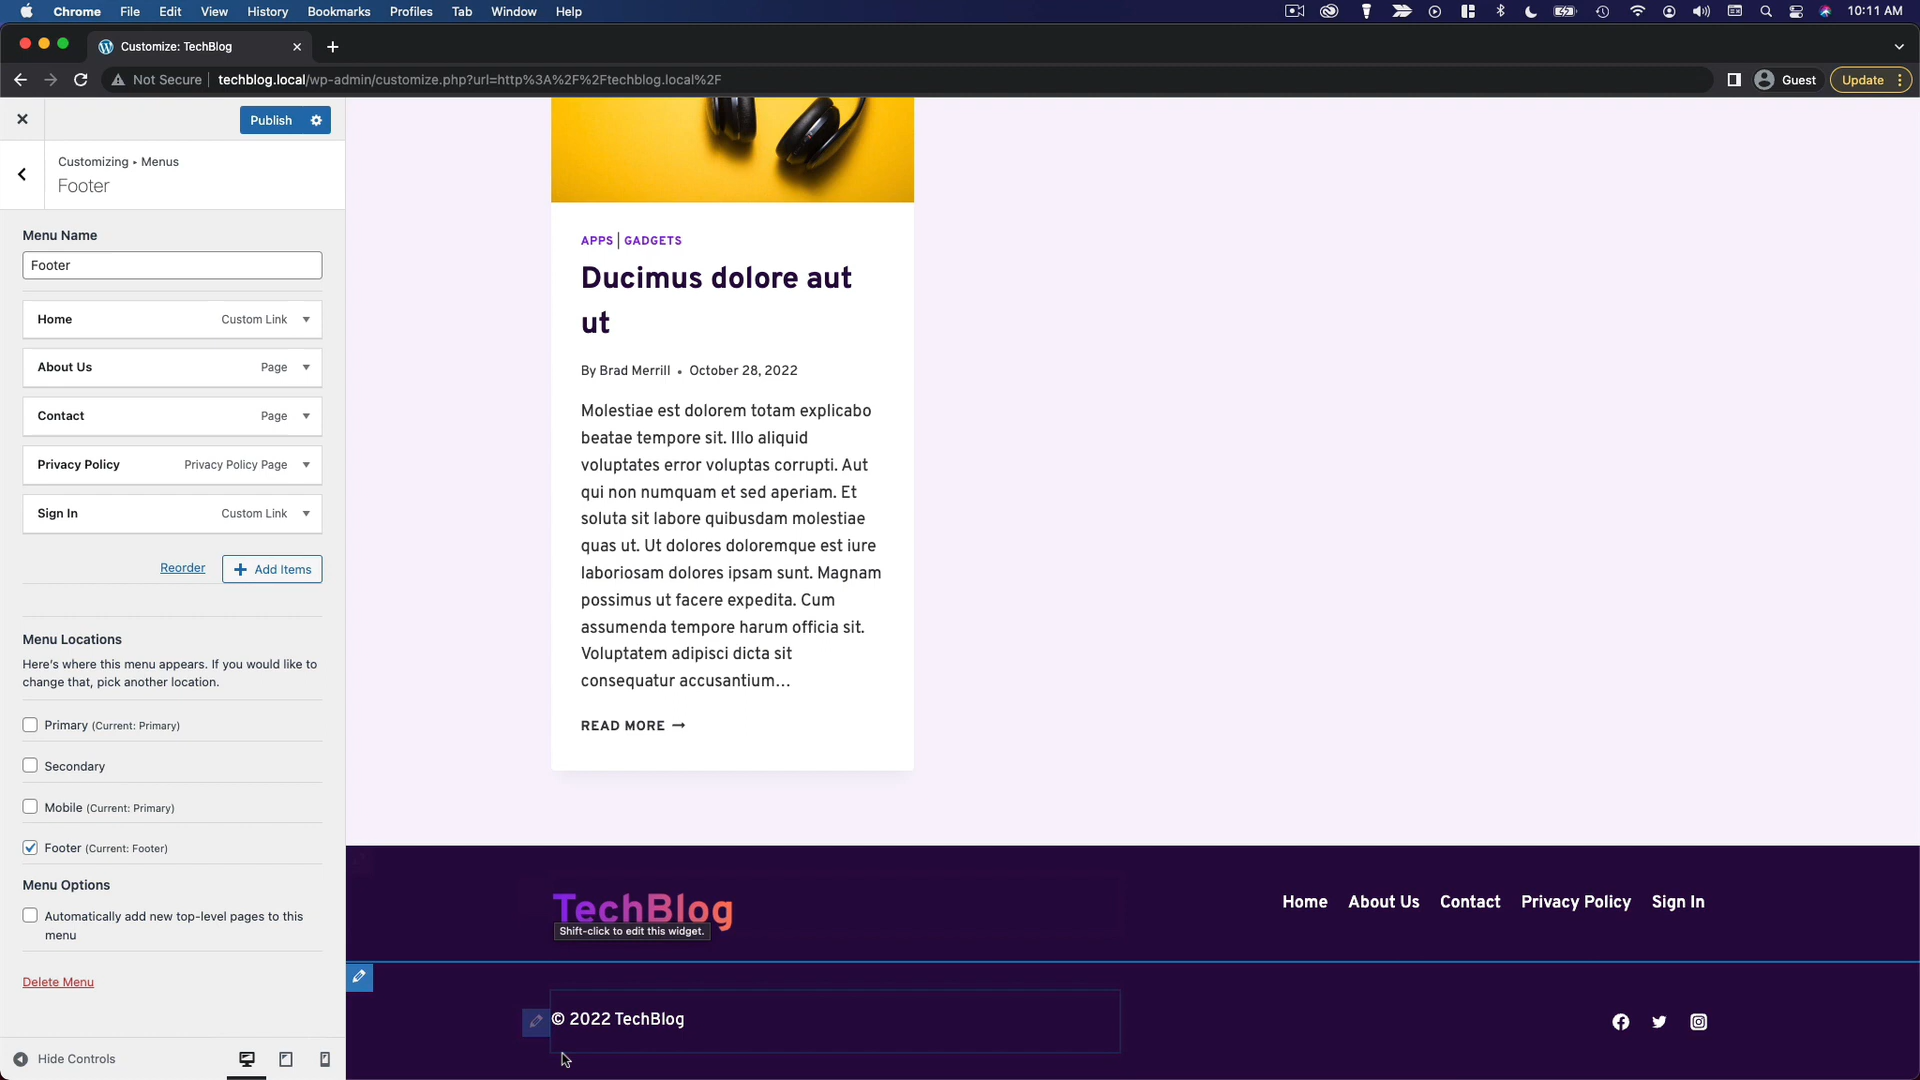 Chrome File Edit View History Bookmarks Profiles Tab Window Help 10:11 AM
Customize: TechBlog
Not Secure techblog.local/wp-admin/customize.php?url=http%3A%2F%2Ftechblog.local%2F Guest Update
Publish
Customizing ▸ Menus
Footer
Menu Name
Footer
Home Custom Link
About Us Page
Contact Page
Privacy Policy Privacy Policy Page
Sign In Custom Link
Reorder + Add Items
Menu Locations
Here’s where this menu appears. If you would like to
change that, pick another location.
Primary (Current: Primary)
Secondary
Mobile (Current: Primary)
Footer (Current: Footer)
Menu Options
Automatically add new top-level pages to this
menu
Delete Menu
Hide Controls
APPS | GADGETS
Ducimus dolore aut
ut
By Brad Merrill • October 28, 2022
Molestiae est dolorem totam explicabo
beatae tempore sit. Illo aliquid
voluptates error voluptas corrupti. Aut
qui non numquam et sed aperiam. Et
soluta sit labore quibusdam molestiae
quas ut. Ut dolores doloremque est iure
laboriosam dolores ipsam sunt. Magnam
possimus ut facere expedita. Cum
assumenda tempore harum officia sit.
Voluptatem adipisci dicta sit
consequatur accusantium…
READ MORE →
TechBlog
Shift-click to edit this widget.
Home About Us Contact Privacy Policy Sign In
© 2022 TechBlog